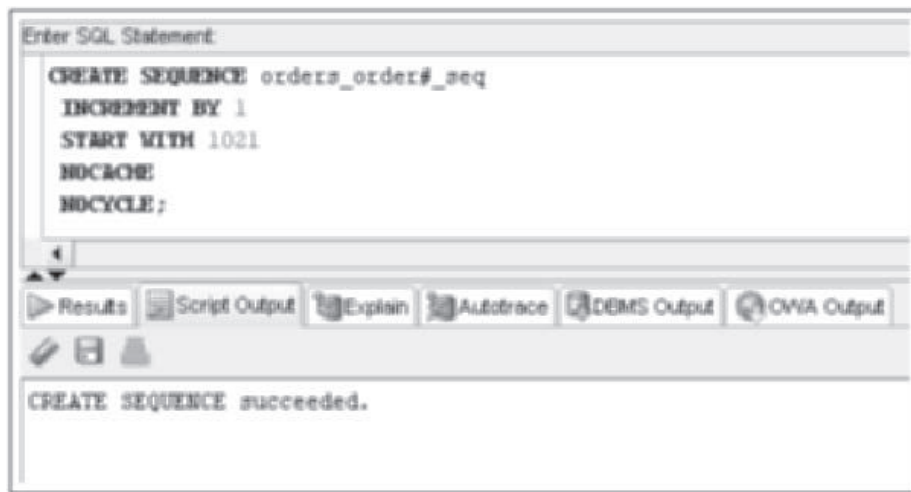 Enter SQL Statement:
CREATE SEQUENCE orders_order#_seq
INCREMENT BY 1
START WITH 1021
NOCACHE
NOCYCLE;
Results Script Output Explain Autotrace DBMS Output OWA Output
CREATE SEQUENCE succeeded.